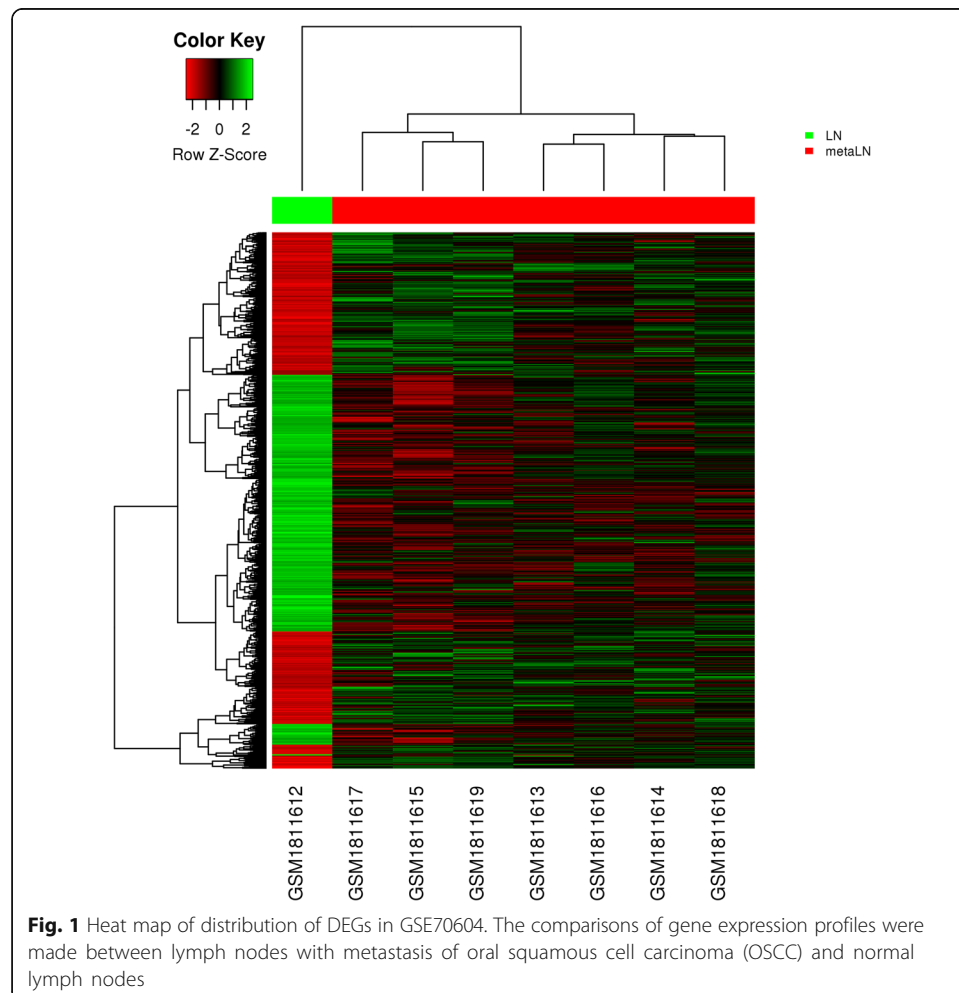 Color Key
-2 0 2
Row Z-Score
LN
metaLN
GSM1811612
GSM1811617
GSM1811615
GSM1811619
GSM1811613
GSM1811616
GSM1811614
GSM1811618
Fig. 1 Heat map of distribution of DEGs in GSE70604. The comparisons of gene expression profiles were
made between lymph nodes with metastasis of oral squamous cell carcinoma (OSCC) and normal
lymph nodes